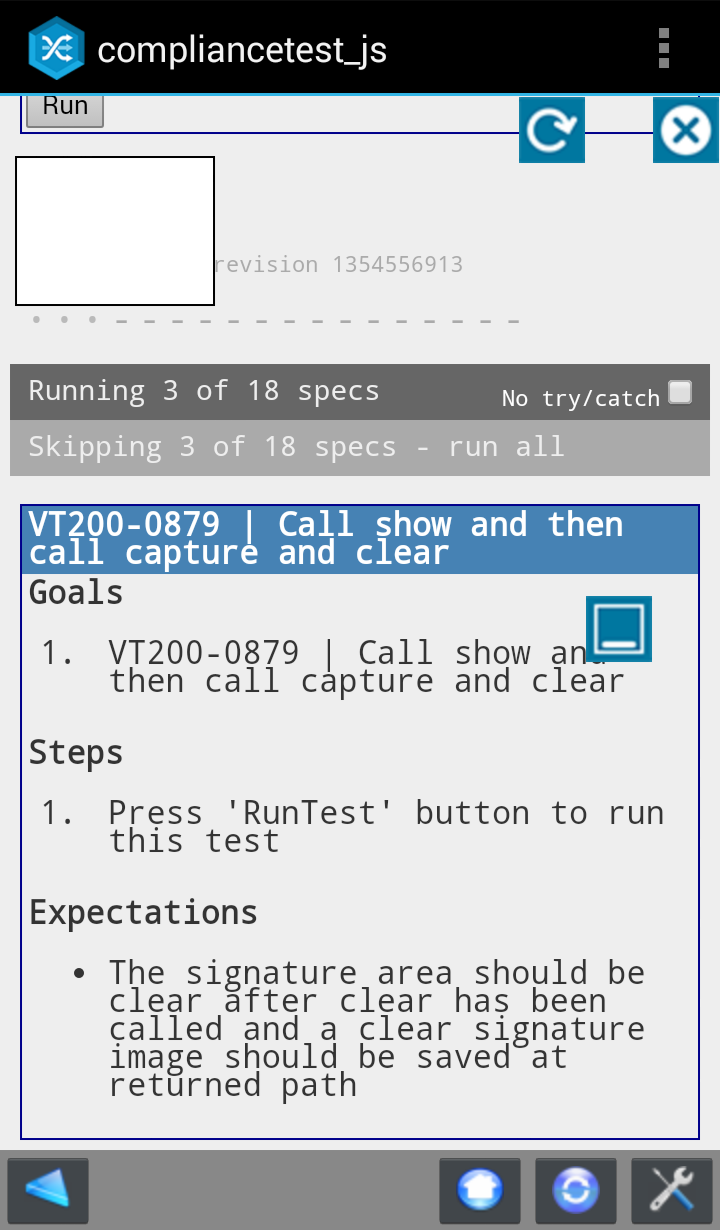 compliancetest_js
Run
revision 1354556913
• • • – – – – – – – – – – – – – – –
Running 3 of 18 specs
No try/catch
Skipping 3 of 18 specs - run all
VT200-0879 | Call show and then
call capture and clear
Goals
1. VT200-0879 | Call show and
then call capture and clear
Steps
1. Press 'RunTest' button to run
this test
Expectations
• The signature area should be
clear after clear has been
called and a clear signature
image should be saved at
returned path